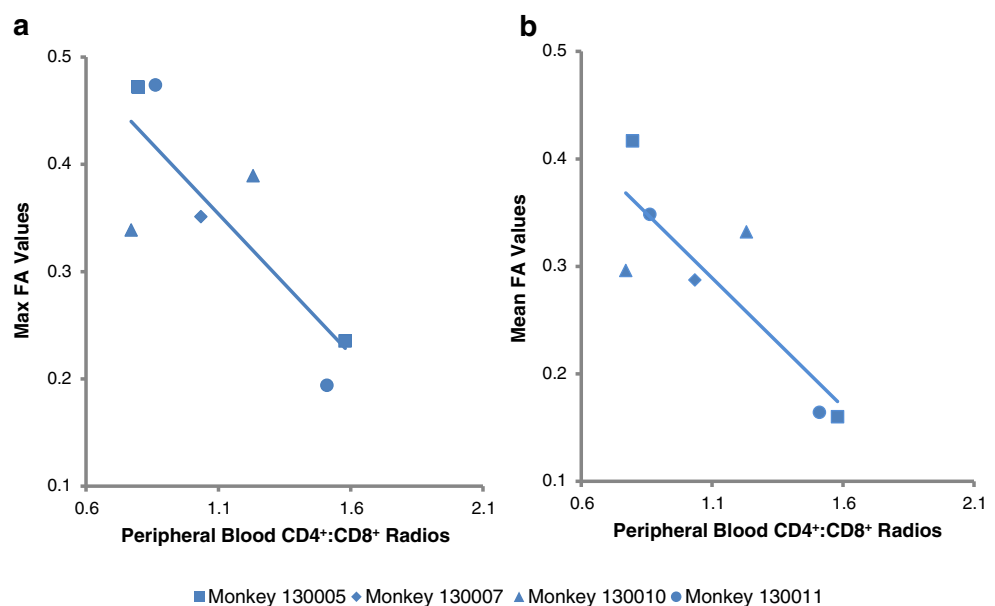 a
0.5
0.4
0.3
0.2
0.1
0.6
1.1
1.6
2.1
Max FA Values
Peripheral Blood CD4⁺:CD8⁺ Radios
b
0.5
0.4
0.3
0.2
0.1
0.6
1.1
1.6
2.1
Mean FA Values
Peripheral Blood CD4⁺:CD8⁺ Radios
Monkey 130005 Monkey 130007 Monkey 130010 Monkey 130011